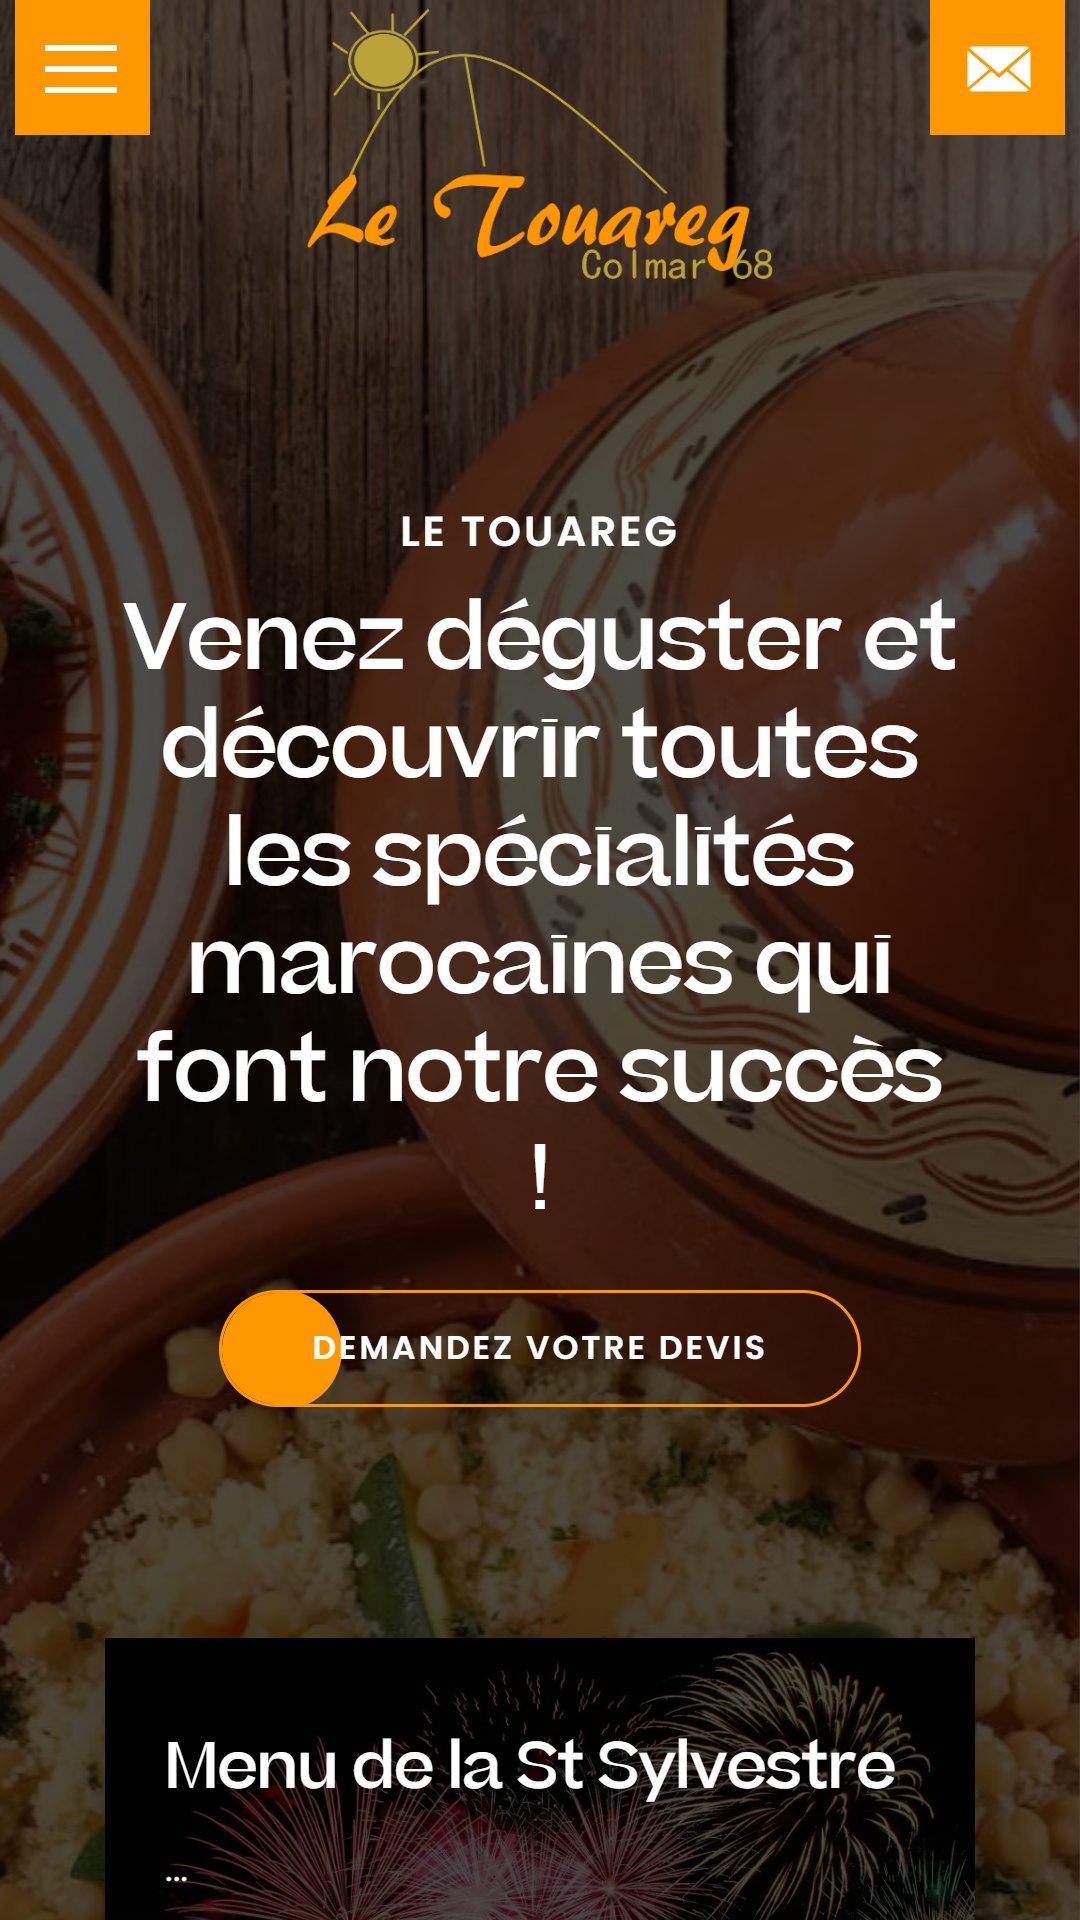 Le Touareg
Colmar 68
LE TOUAREG
Venez déguster et
découvrir toutes
les spécialités
marocaines qui
font notre succès
!
DEMANDEZ VOTRE DEVIS
Menu de la St Sylvestre
...